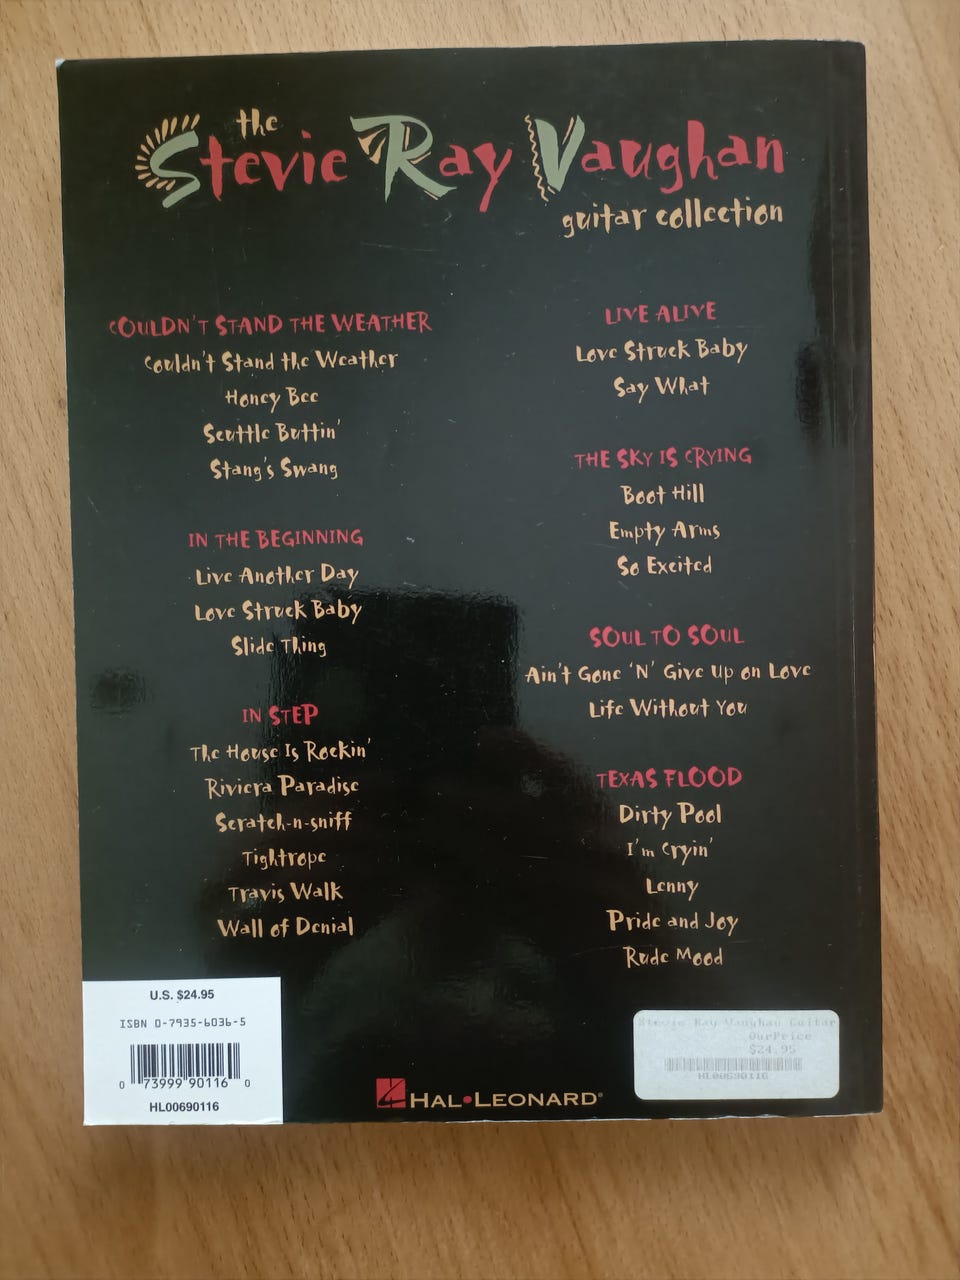 the
Stevie Ray Vaughan
guitar collection
COULDN'T STAND THE WEATHER
Couldn't Stand the Weather
Honey Bee
Scuttle Buttin'
Stang's Swang
IN THE BEGINNING
Live Another Day
Love Struck Baby
Slide Thing
IN STEP
The House Is Rockin'
Riviera Paradise
Scratch-n-sniff
Tightrope
Travis Walk
Wall of Denial
LIVE ALIVE
Love Struck Baby
Say What
THE SKY IS CRYING
Boot Hill
Empty Arms
So Excited
SOUL TO SOUL
Ain't Gone 'N' Give Up on Love
Life Without You
TEXAS FLOOD
Dirty Pool
I'm Cryin'
Lenny
Pride and Joy
Rude Mood
U.S. $24.95
ISBN 0-7935-6036-5
0 73999 90116 0
HL00690116
HAL•LEONARD®
Stevie Ray Vaughan Guitar
OurPrice
$24.95
HL00690116